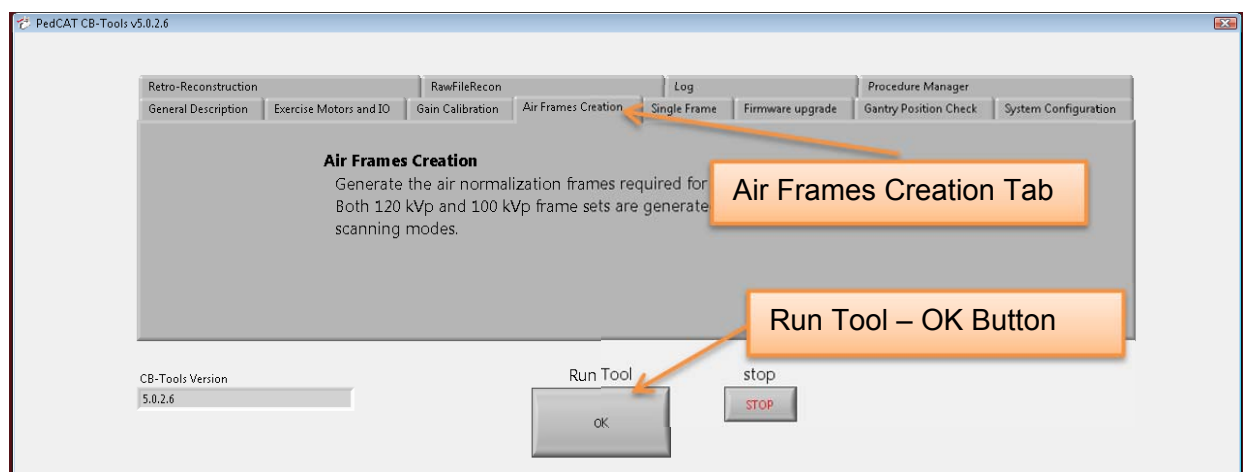 PedCAT CB-Tools v5.0.2.6
Retro-Reconstruction RawFileRecon Log Procedure Manager
General Description Exercise Motors and IO Gain Calibration Air Frames Creation Single Frame Firmware upgrade Gantry Position Check System Configuration
Air Frames Creation
Generate the air normalization frames required for
Both 120 kVp and 100 kVp frame sets are generate
scanning modes.
Air Frames Creation Tab
Run Tool – OK Button
CB-Tools Version
5.0.2.6
Run Tool
OK
stop
STOP